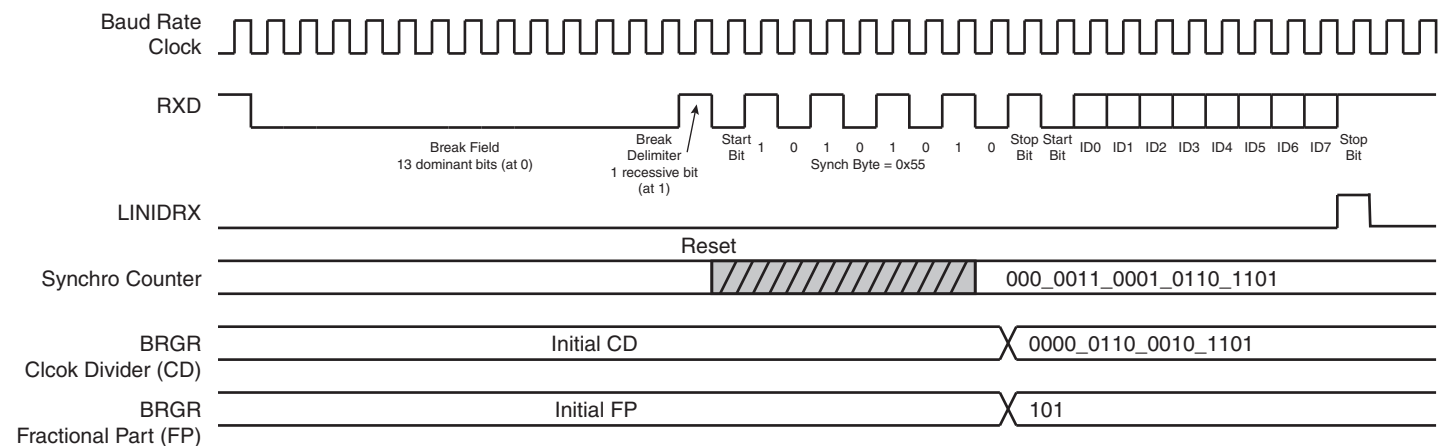 Baud Rate
Clock
RXD
Break Field
13 dominant bits (at 0)
Break
Delimiter
1 recessive bit
(at 1)
Start
Bit
1 0 1 0 1 0 1 0
Synch Byte = 0x55
Stop
Bit
Start
Bit
ID0 ID1 ID2 ID3 ID4 ID5 ID6 ID7
Stop
Bit
LINIDRX
Reset
Synchro Counter
000_0011_0001_0110_1101
BRGR
Clcok Divider (CD)
Initial CD
0000_0110_0010_1101
BRGR
Fractional Part (FP)
Initial FP
101